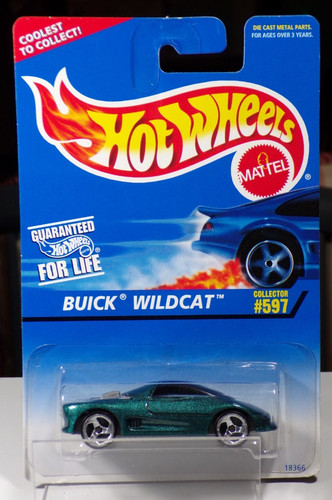 COOLEST
TO COLLECT!
DIE CAST METAL PARTS.
FOR AGES OVER 3 YEARS.
HOT WHEELS
MATTEL
GUARANTEED
Hot Wheels
FOR LIFE
BUICK® WILDCAT™
COLLECTOR
#597
18366